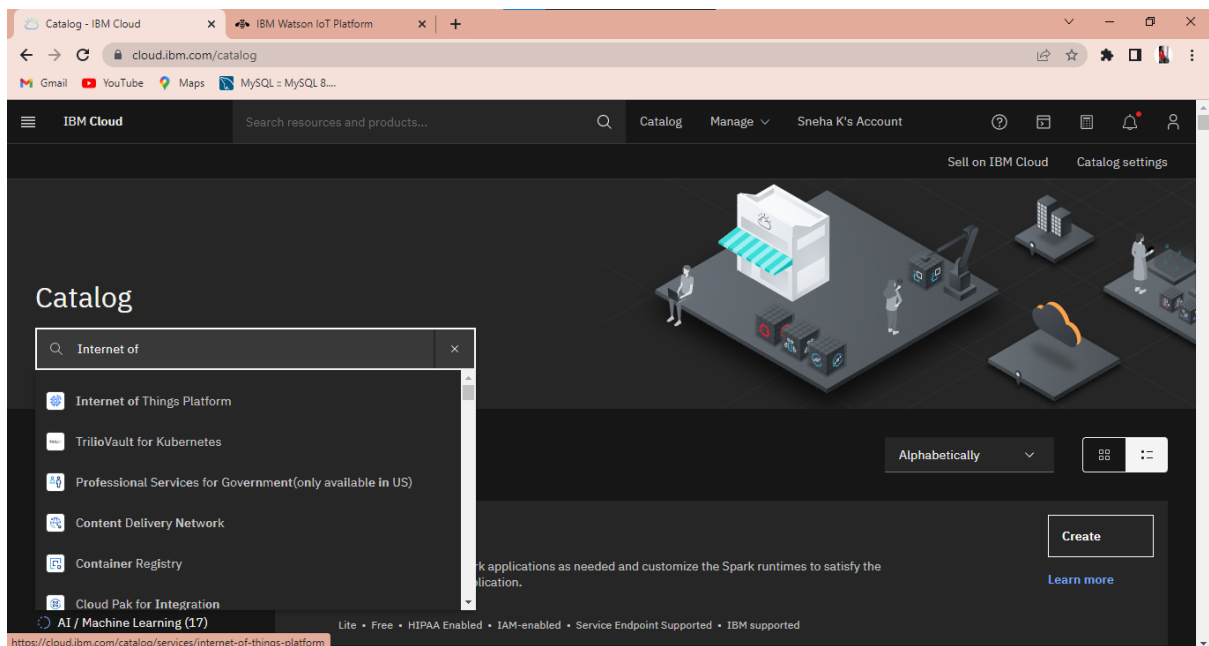 Catalog - IBM Cloud
IBM Watson IoT Platform
cloud.ibm.com/catalog
Gmail YouTube Maps MySQL :: MySQL 8....
IBM Cloud
Search resources and products...
Catalog Manage Sneha K's Account
Sell on IBM Cloud Catalog settings
Catalog
Internet of
Internet of Things Platform
TrilioVault for Kubernetes
Professional Services for Government(only available in US)
Content Delivery Network
Container Registry
Cloud Pak for Integration
AI / Machine Learning (17)
Alphabetically
Create
rk applications as needed and customize the Spark runtimes to satisfy the
lication.
Learn more
Lite • Free • HIPAA Enabled • IAM-enabled • Service Endpoint Supported • IBM supported
https://cloud.ibm.com/catalog/services/internet-of-things-platform